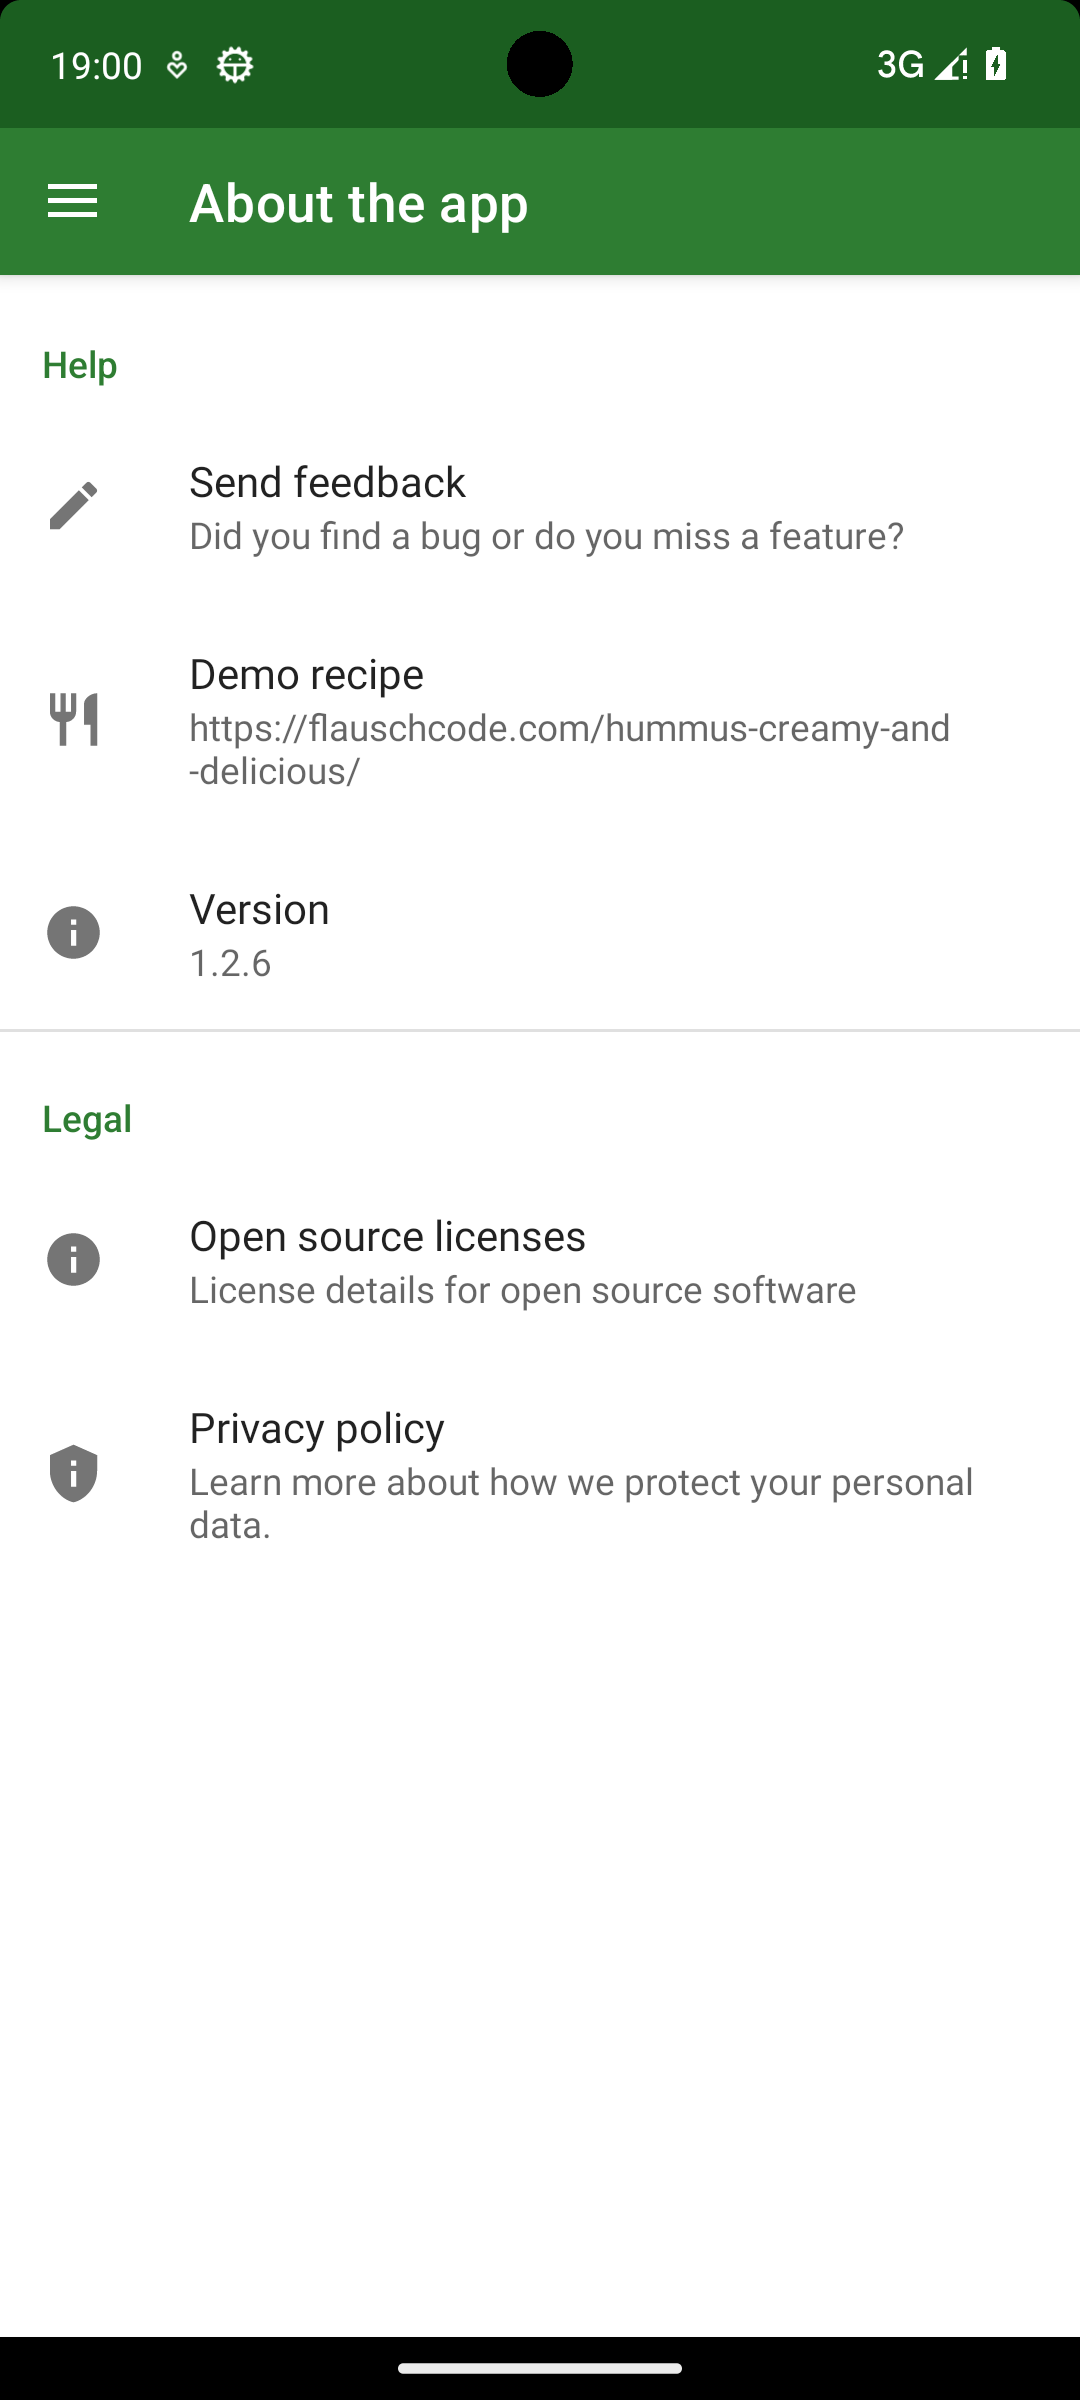 19:00
3G
About the app
Help
Send feedback
Did you find a bug or do you miss a feature?
Demo recipe
https://flauschcode.com/hummus-creamy-and
-delicious/
Version
1.2.6
Legal
Open source licenses
License details for open source software
Privacy policy
Learn more about how we protect your personal
data.